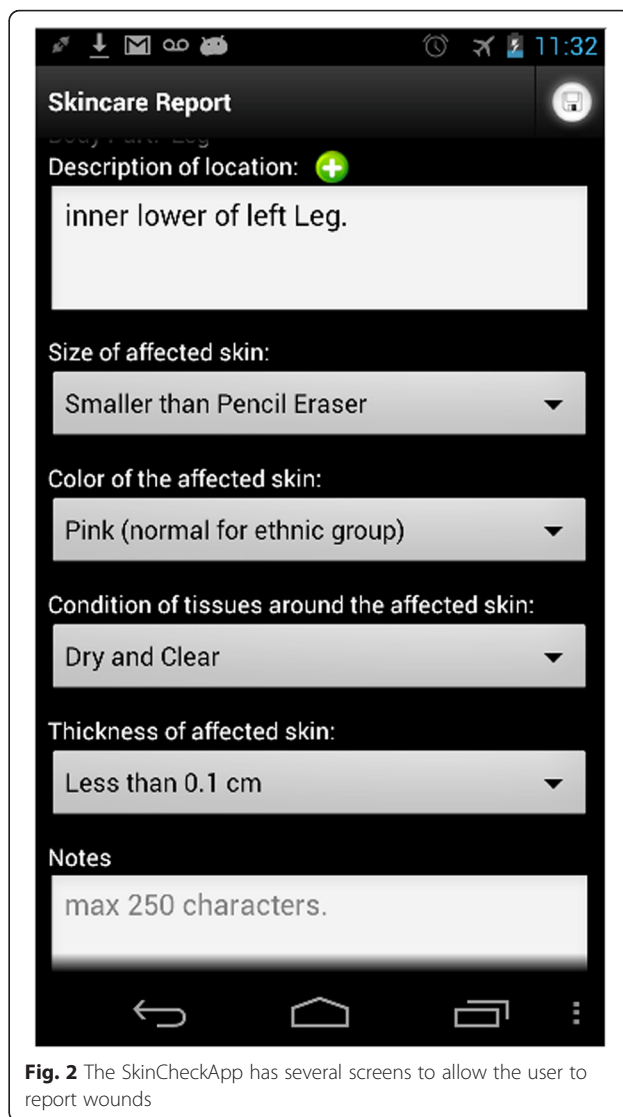 11:32
Skincare Report
Body Part: Leg
Description of location:
inner lower of left Leg.
Size of affected skin:
Smaller than Pencil Eraser
Color of the affected skin:
Pink (normal for ethnic group)
Condition of tissues around the affected skin:
Dry and Clear
Thickness of affected skin:
Less than 0.1 cm
Notes
max 250 characters.
Fig. 2 The SkinCheckApp has several screens to allow the user to
report wounds